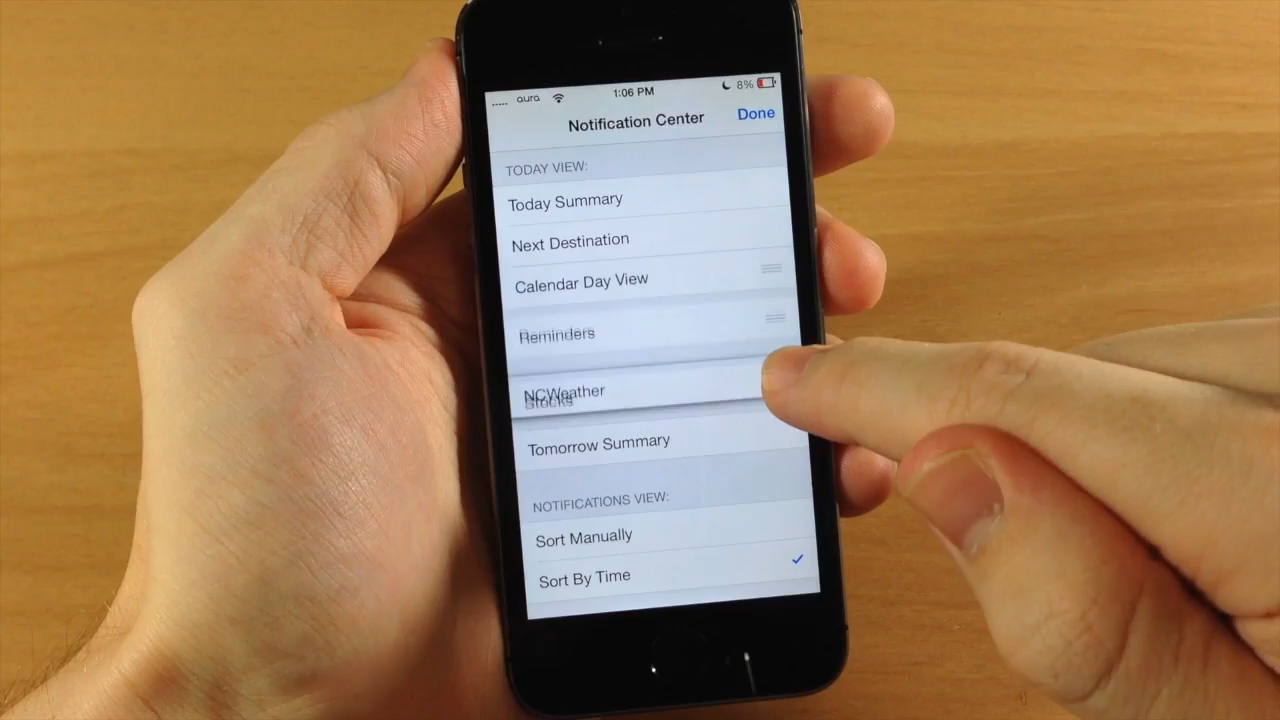 aura 1:06 PM 8%
Notification Center Done
TODAY VIEW:
Today Summary
Next Destination
Calendar Day View
Reminders
NCWeather
Stocks
Tomorrow Summary
NOTIFICATIONS VIEW:
Sort Manually
Sort By Time